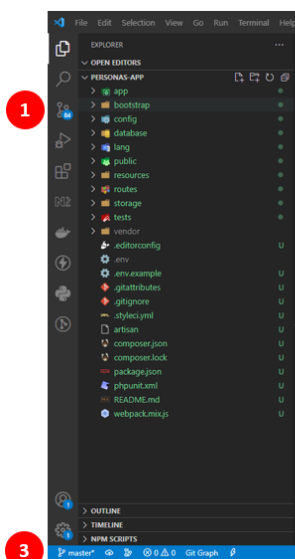 File Edit Selection View Go Run Terminal Help
EXPLORER
OPEN EDITORS
PERSONAS-APP
1
app
bootstrap
config
84
database
lang
public
resources
routes
storage
tests
vendor
.editorconfig U
.env
.env.example U
.gitattributes U
.gitignore U
.styleci.yml U
artisan U
composer.json U
composer.lock U
package.json U
phpunit.xml U
README.md U
webpack.mix.js U
1
OUTLINE
TIMELINE
1
NPM SCRIPTS
3
master* 0 0 Git Graph